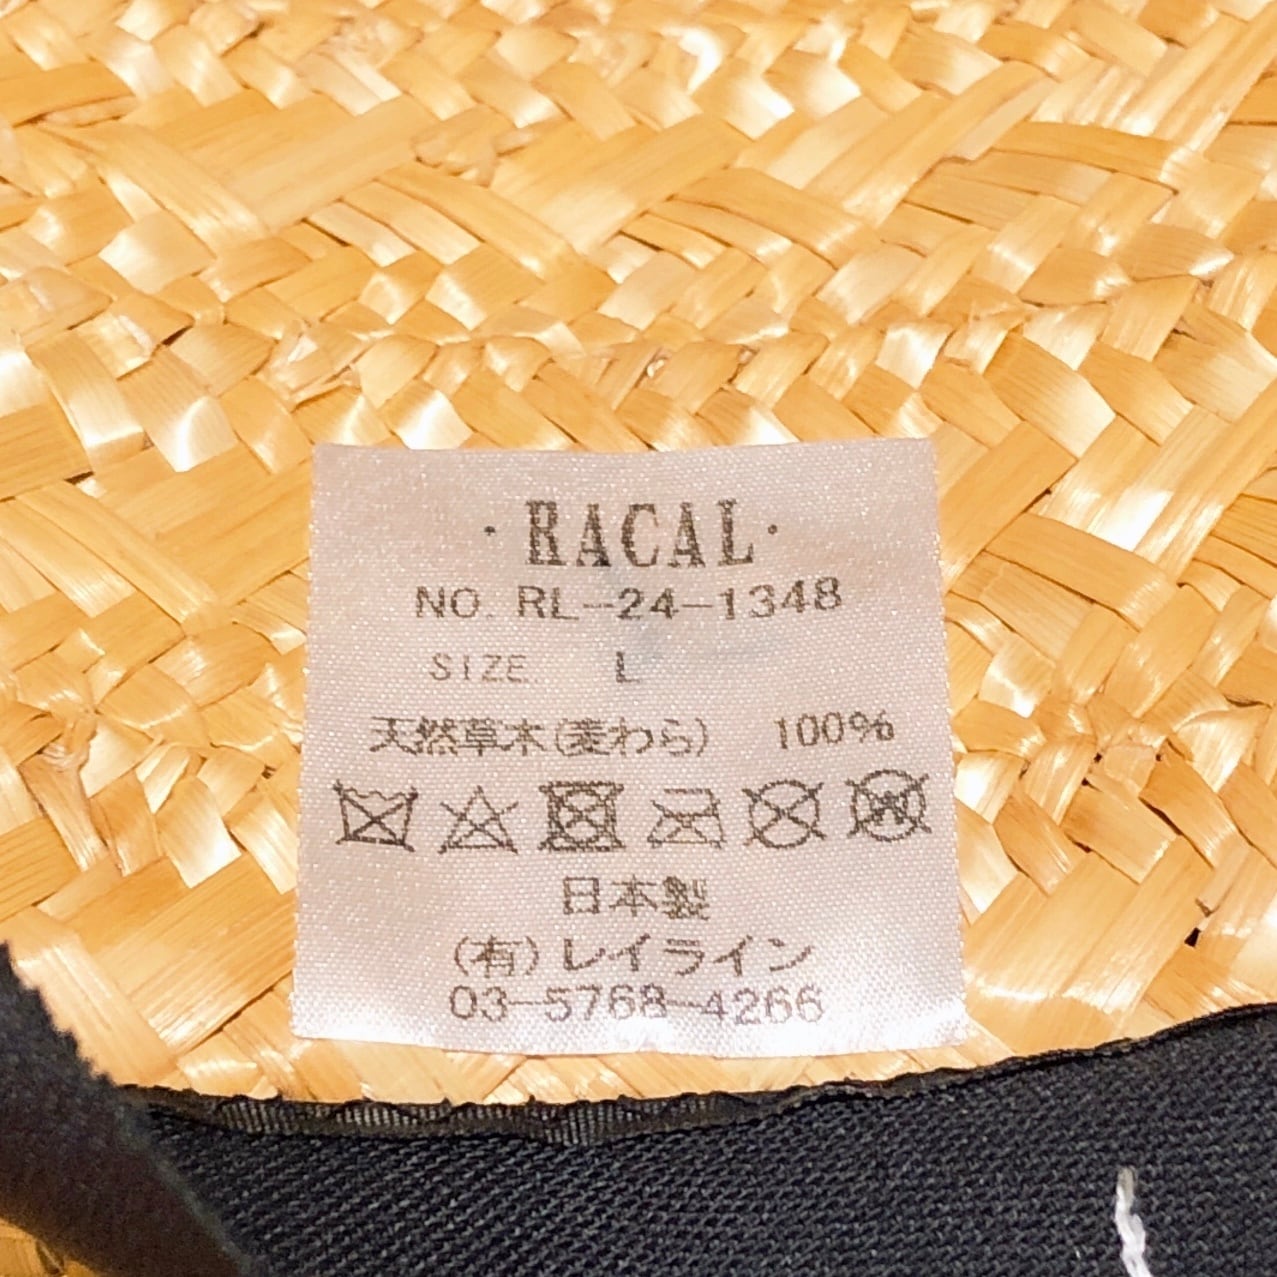 ・RACAL・
NO. RL-24-1348
SIZE L
天然草木(麦わら) 100%
W
日本製
(有)レイライン
03-5768-4266